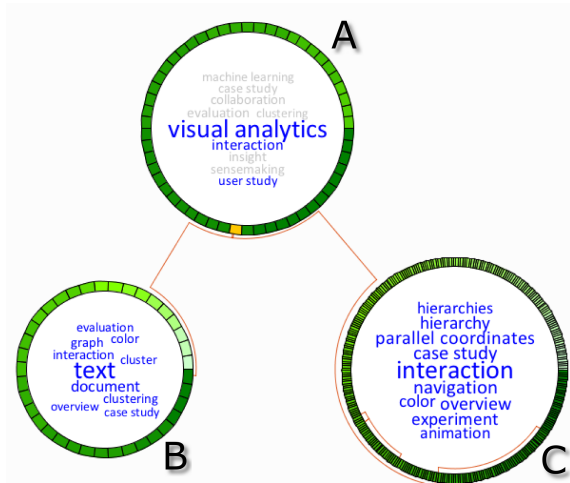 A
machine learning
case study
collaboration
evaluation clustering
visual analytics
interaction
insight
sensemaking
user study
evaluation
graph color
interaction cluster
text
document
clustering
overview case study
B
hierarchies
hierarchy
parallel coordinates
case study
interaction
navigation
color overview
experiment
animation
C